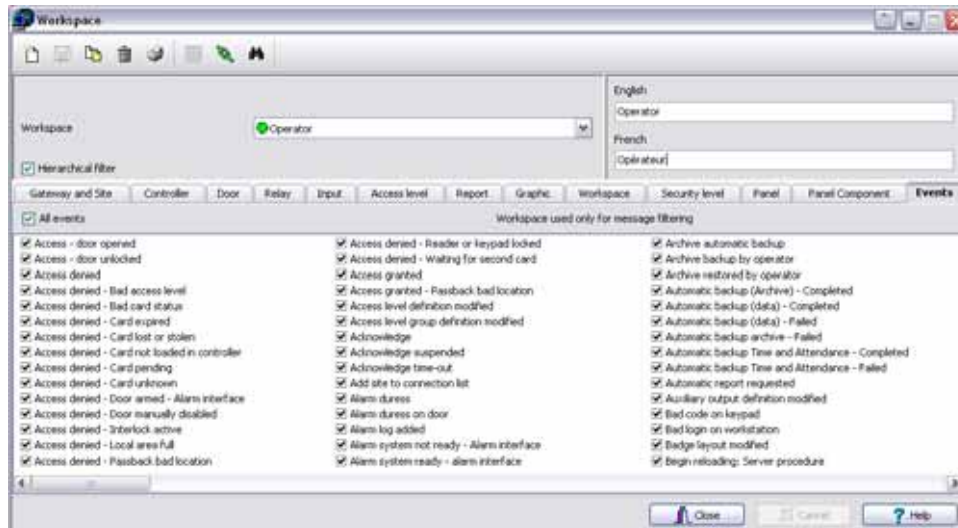 Workspace
English
Operator
Workspace
Operator
French
Opérateur
Hierarchical filter
Gateway and Site Controller Door Relay Input Access level Report Graphic Workspace Security level Panel Panel Component Events
All events
Workspace used only for message filtering
Access - door opened
Access - door unlocked
Access denied
Access denied - Bad access level
Access denied - Bad card status
Access denied - Card expired
Access denied - Card lost or stolen
Access denied - Card not loaded in controller
Access denied - Card pending
Access denied - Card unknown
Access denied - Door armed - Alarm interface
Access denied - Door manually disabled
Access denied - Interlock active
Access denied - Local area full
Access denied - Passback bad location
Access denied - Reader or keypad locked
Access denied - Waiting for second card
Access granted
Access granted - Passback bad location
Access level definition modified
Access level group definition modified
Acknowledge
Acknowledge suspended
Acknowledge time-out
Add site to connection list
Alarm duress
Alarm duress on door
Alarm log added
Alarm system not ready - Alarm interface
Alarm system ready - alarm interface
Archive automatic backup
Archive backup by operator
Archive restored by operator
Automatic backup (Archive) - Completed
Automatic backup (data) - Completed
Automatic backup (data) - Failed
Automatic backup archive - Failed
Automatic backup Time and Attendance - Completed
Automatic backup Time and Attendance - Failed
Automatic report requested
Auxiliary output definition modified
Bad code on keypad
Bad login on workstation
Badge layout modified
Begin reloading: Server procedure
Close
Cancel
Help